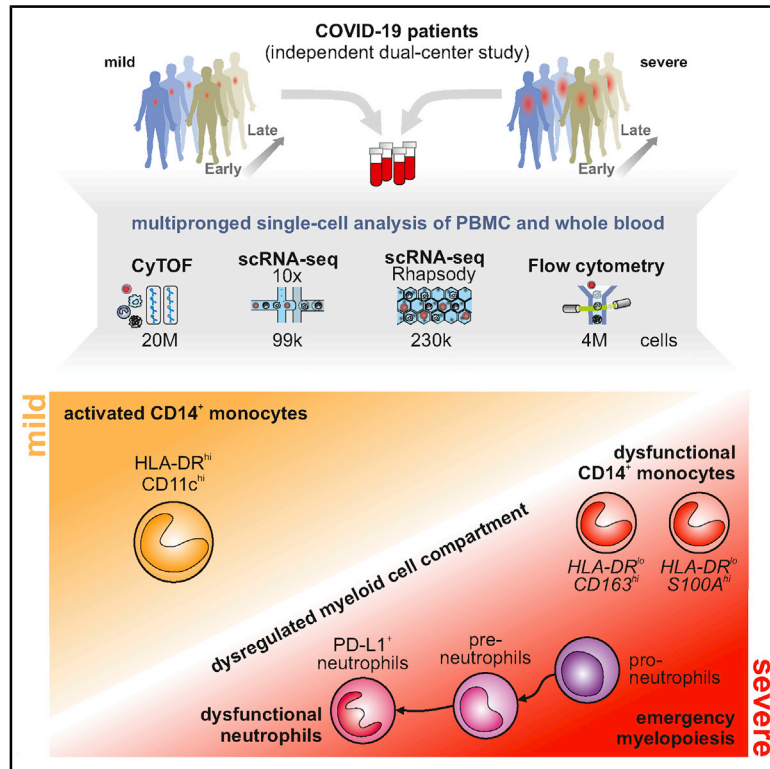 COVID-19 patients
(independent dual-center study)
mild
severe
Late
Early
Late
Early
multipronged single-cell analysis of PBMC and whole blood
CyTOF
scRNA-seq
10x
scRNA-seq
Rhapsody
Flow cytometry
20M
99k
230k
4M
cells
mild
activated CD14⁺ monocytes
HLA-DRʰⁱ
CD11cʰⁱ
dysfunctional
CD14⁺ monocytes
HLA-DRˡᵒ
CD163ʰⁱ
HLA-DRˡᵒ
S100Aʰⁱ
dysregulated myeloid cell compartment
PD-L1⁺
neutrophils
pre-
neutrophils
pro-
neutrophils
dysfunctional
neutrophils
emergency
myelopoiesis
severe